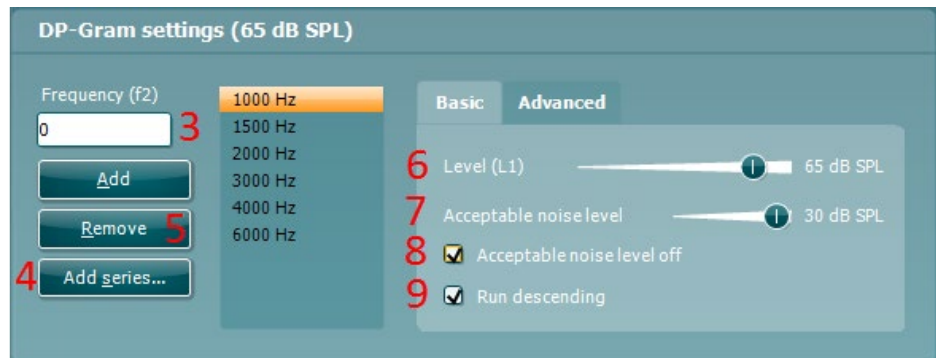 DP-Gram settings (65 dB SPL)
Frequency (f2)
0
3
Add
Remove
5
4
Add series...
1000 Hz
1500 Hz
2000 Hz
3000 Hz
4000 Hz
6000 Hz
Basic
Advanced
6
Level (L1)
65 dB SPL
7
Acceptable noise level
30 dB SPL
8
Acceptable noise level off
9
Run descending